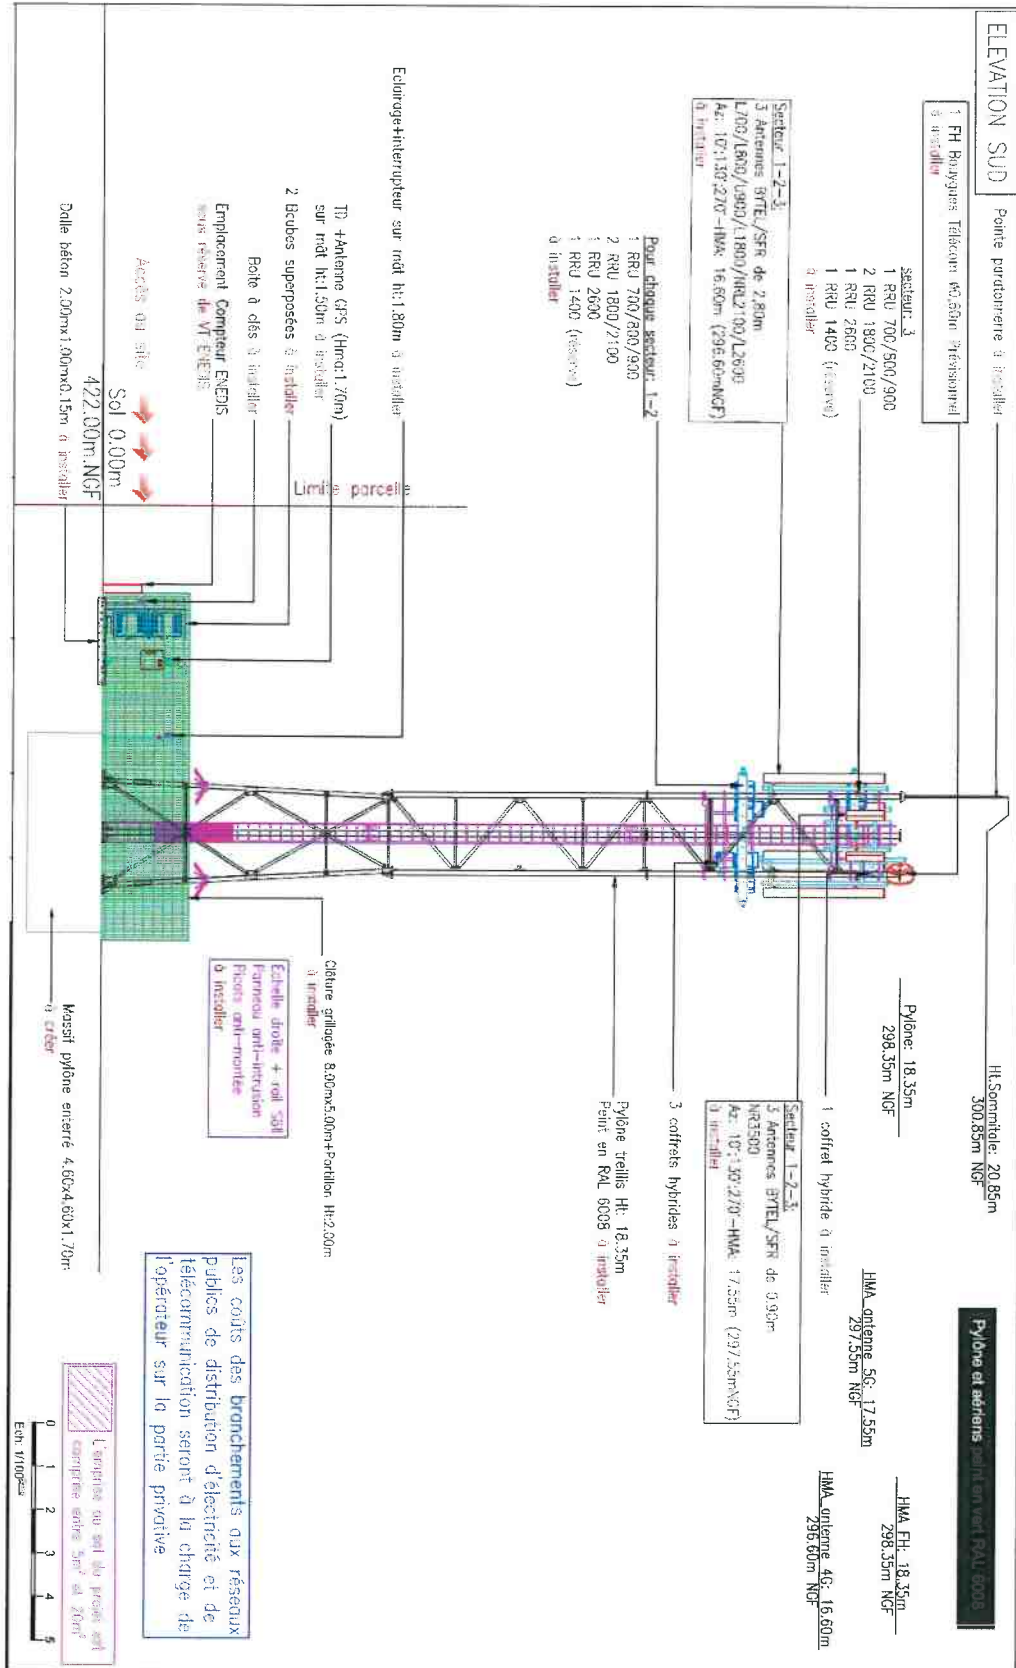 ELEVATION SUD
Pointe paratonnerre à installer
1 FH Bouygues Télécom Ø0,60m Prévisionnel
à installer
secteur: 3
1 RRU 700/800/900
2 RRU 1800/2100
1 RRU 2600
1 RRU 1400 (réserve)
à installer
Secteur 1-2-3:
3 Antennes BYTEL/SFR de 2,80m
L700/L800/U900/L1800/NRL2100/L2600
Az: 10°;130°;270°-HMA: 16.60m (296.60mNGF)
à installer
Pour chaque secteur: 1-2
1 RRU 700/800/900
2 RRU 1800/2100
1 RRU 2600
1 RRU 1400 (réserve)
à installer
Eclairage+interrupteur sur mât ht:1.80m à installer
TD +Antenne GPS (Hma:1.70m)
sur mât ht:1.50m à installer
2 Bcubes superposées à installer
Boite à clés à installer
Emplacement Compteur ENEDIS
sous réserve de VT ENEDIS
Accès au site
Sol 0.00m
422.00m.NGF
Dalle béton 2.00mx1.00mx0.15m à installer
Limite parcelle
Ht.Sommitale: 20.85m
300.85m NGF
Pylône: 18.35m
298.35m NGF
1 coffret hybride à installer
Secteur 1-2-3:
3 Antennes BYTEL/SFR de 0.90m
NR3500
Az: 10°;130°;270°-HMA: 17.55m (297.55mNGF)
à installer
3 coffrets hybrides à installer
Pylône treillis Ht: 18.35m
Peint en RAL 6008 à installer
Clôture grillagée 8.00mx5.00m+Portillon Ht:2.00m
à installer
Echelle droite + rail Söll
Panneau anti-intrusion
Picots anti-montée
à installer
Massif pylône enterré 4.60x4.60x1.70m
à créer
Pylône et aériens peint en vert RAL 6008
HMA FH: 18.35m
298.35m NGF
HMA antenne 5G: 17.55m
297.55m NGF
HMA antenne 4G: 16.60m
296.60m NGF
Les coûts des branchements aux réseaux
publics de distribution d'électricité et de
télécommunication seront à la charge de
l'opérateur sur la partie privative
L'emprise au sol du projet est
comprise entre 5m² et 20m²
0 1 2 3 4 5
Ech: 1/100ème